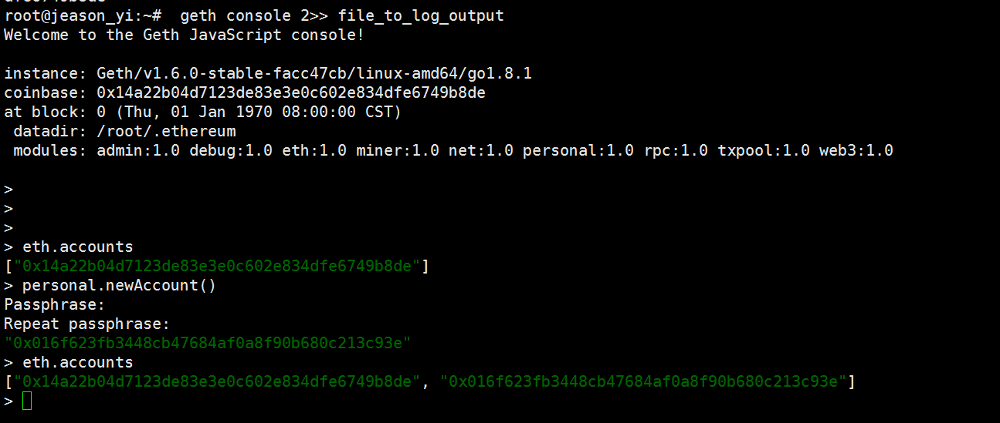 root@jeason_yi:~#  geth console 2>> file_to_log_output
Welcome to the Geth JavaScript console!
instance: Geth/v1.6.0-stable-facc47cb/linux-amd64/go1.8.1
coinbase: 0x14a22b04d7123de83e3e0c602e834dfe6749b8de
at block: 0 (Thu, 01 Jan 1970 08:00:00 CST)
 datadir: /root/.ethereum
 modules: admin:1.0 debug:1.0 eth:1.0 miner:1.0 net:1.0 personal:1.0 rpc:1.0 txpool:1.0 web3:1.0
>
>
>
> eth.accounts
["0x14a22b04d7123de83e3e0c602e834dfe6749b8de"]
> personal.newAccount()
Passphrase:
Repeat passphrase:
"0x016f623fb3448cb47684af0a8f90b680c213c93e"
> eth.accounts
["0x14a22b04d7123de83e3e0c602e834dfe6749b8de", "0x016f623fb3448cb47684af0a8f90b680c213c93e"]
>